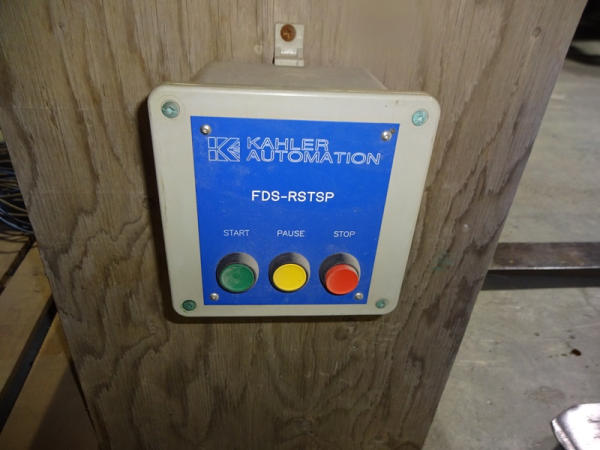 KAHLER
AUTOMATION
FDS-RSTSP
START PAUSE STOP